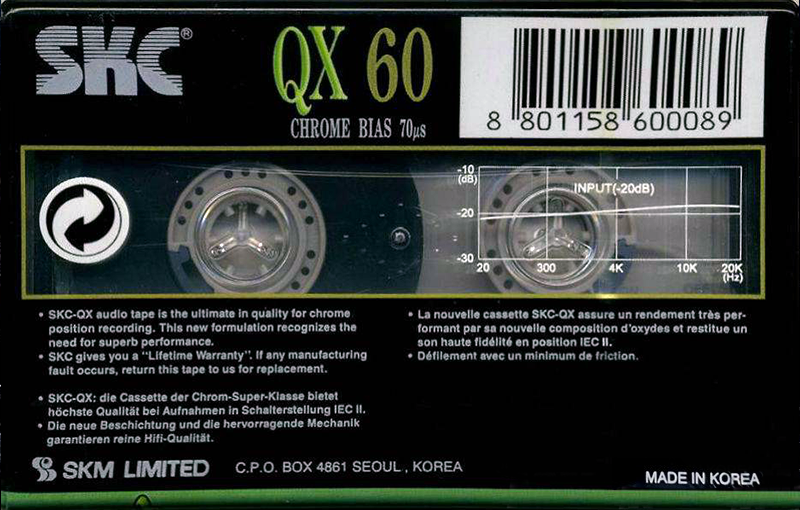 SKC®
QX 60
CHROME BIAS 70µs
8 801158 600089
-10
(dB)
INPUT(-20dB)
-20
-30
20 300 4K 10K 20K
(Hz)
• SKC-QX audio tape is the ultimate in quality for chrome
position recording. This new formulation recognizes the
need for superb performance.
• SKC gives you a "Lifetime Warranty". If any manufacturing
fault occurs, return this tape to us for replacement.
• SKC-QX: die Cassette der Chrom-Super-Klasse bietet
höchste Qualität bei Aufnahmen in Schalterstellung IEC II.
• Die neue Beschichtung und die hervorragende Mechanik
garantieren reine Hifi-Qualität.
• La nouvelle cassette SKC-QX assure un rendement très per-
formant par sa nouvelle composition d'oxydes et restitue un
son haute fidélité en position IEC II.
• Défilement avec un minimum de friction.
SKM LIMITED C.P.O. BOX 4861 SEOUL, KOREA
MADE IN KOREA